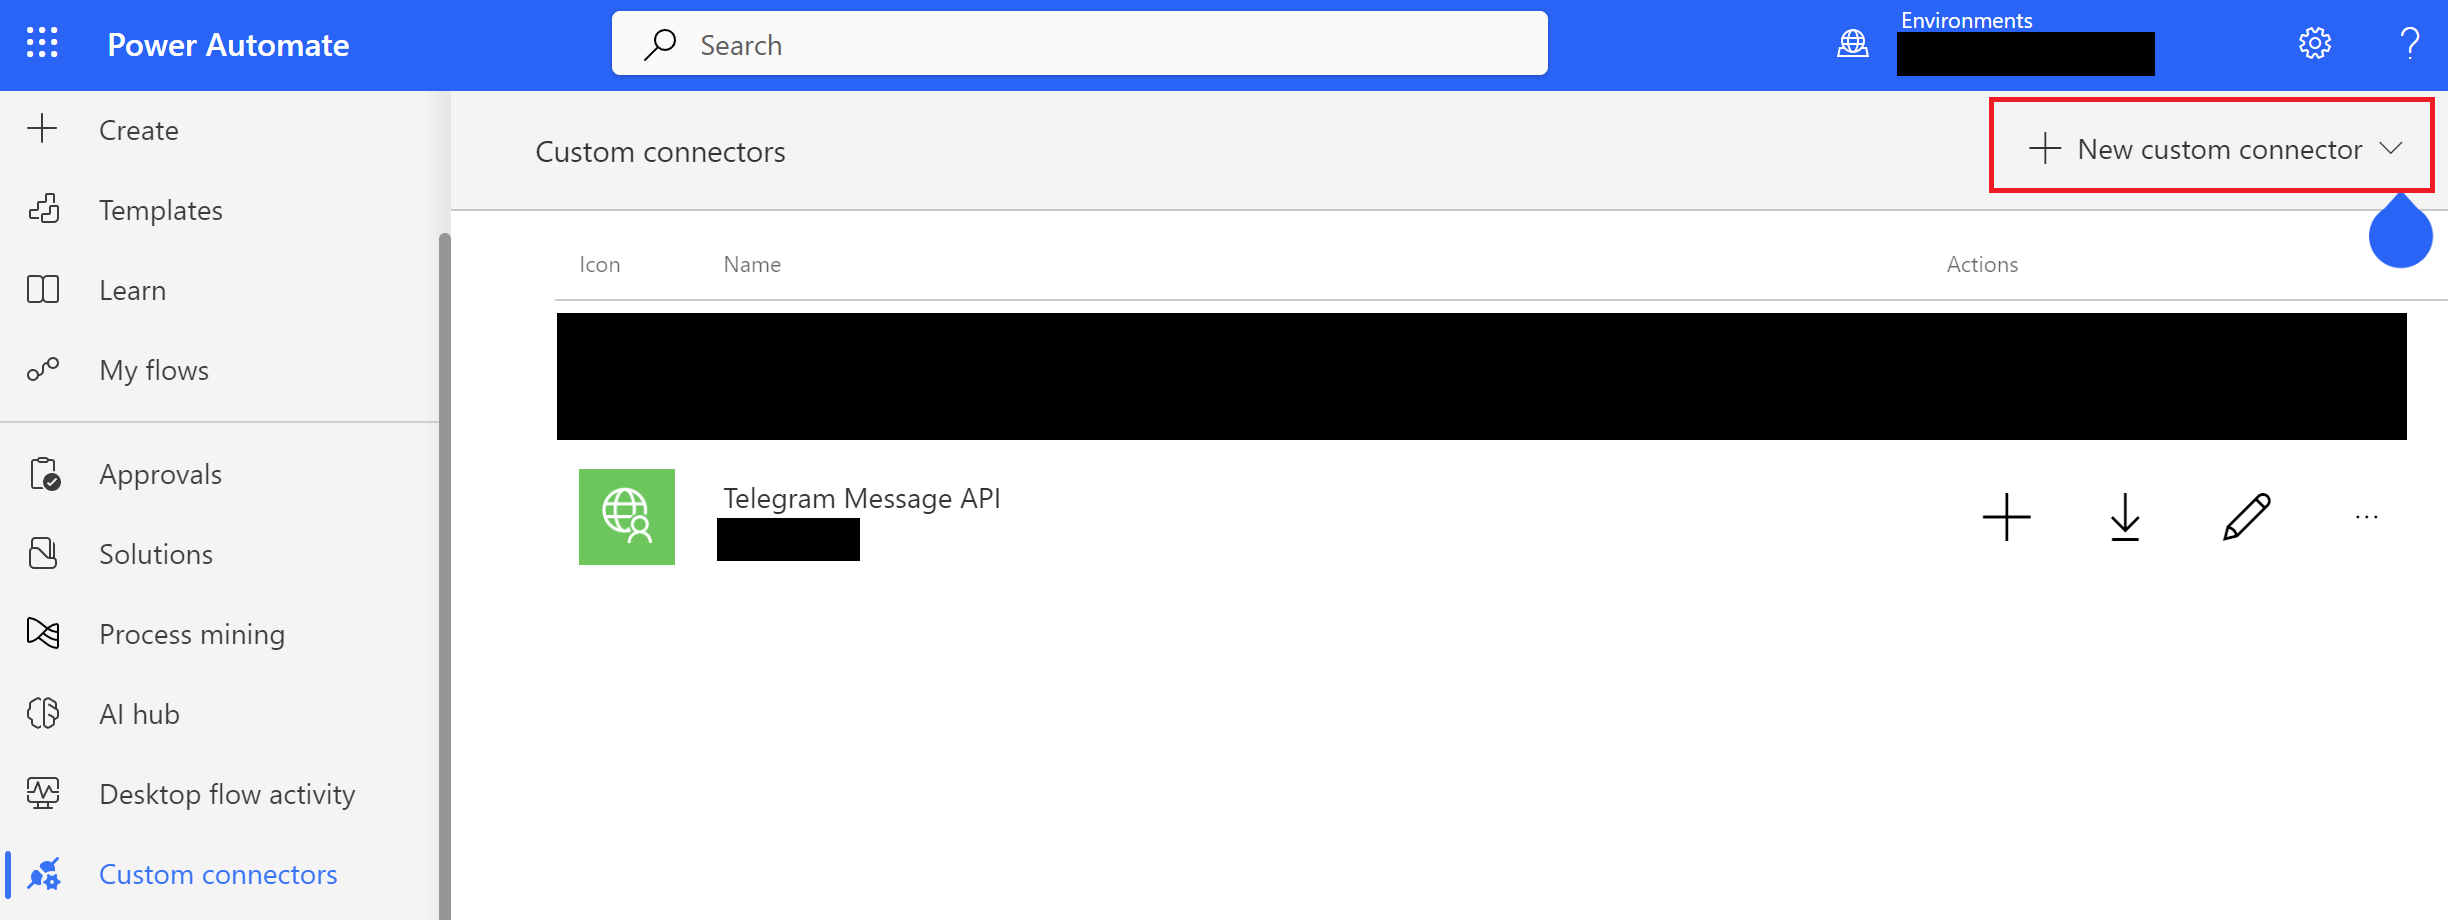 Power Automate
Search
Environments
Create
Templates
Learn
My flows
Approvals
Solutions
Process mining
AI hub
Desktop flow activity
Custom connectors
Custom connectors
New custom connector
Icon
Name
Actions
Telegram Message API